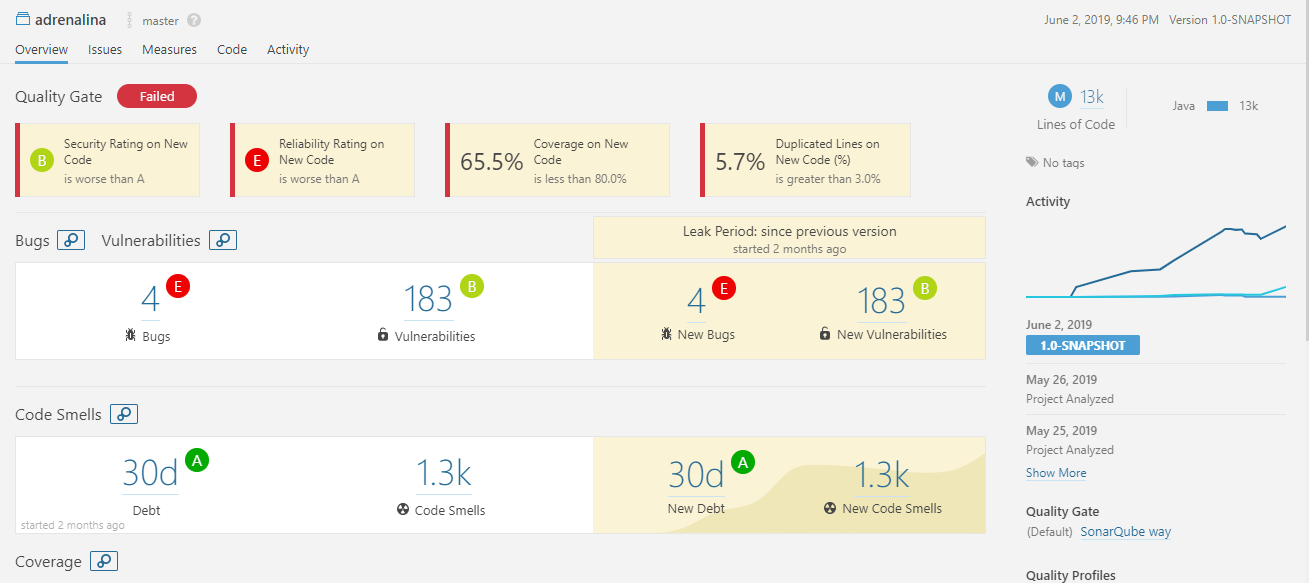 adrenalina master ? June 2, 2019, 9:46 PM Version 1.0-SNAPSHOT
Overview Issues Measures Code Activity
Quality Gate Failed
B Security Rating on New
Code
is worse than A
E Reliability Rating on
New Code
is worse than A
65.5% Coverage on New
Code
is less than 80.0%
5.7% Duplicated Lines on
New Code (%)
is greater than 3.0%
Bugs Vulnerabilities
Leak Period: since previous version
started 2 months ago
4 E
Bugs
183 B
Vulnerabilities
4 E
New Bugs
183 B
New Vulnerabilities
Code Smells
30d A
Debt
started 2 months ago
1.3k
Code Smells
30d A
New Debt
1.3k
New Code Smells
Coverage
M 13k
Lines of Code
Java 13k
No tags
Activity
June 2, 2019
1.0-SNAPSHOT
May 26, 2019
Project Analyzed
May 25, 2019
Project Analyzed
Show More
Quality Gate
(Default) SonarQube way
Quality Profiles